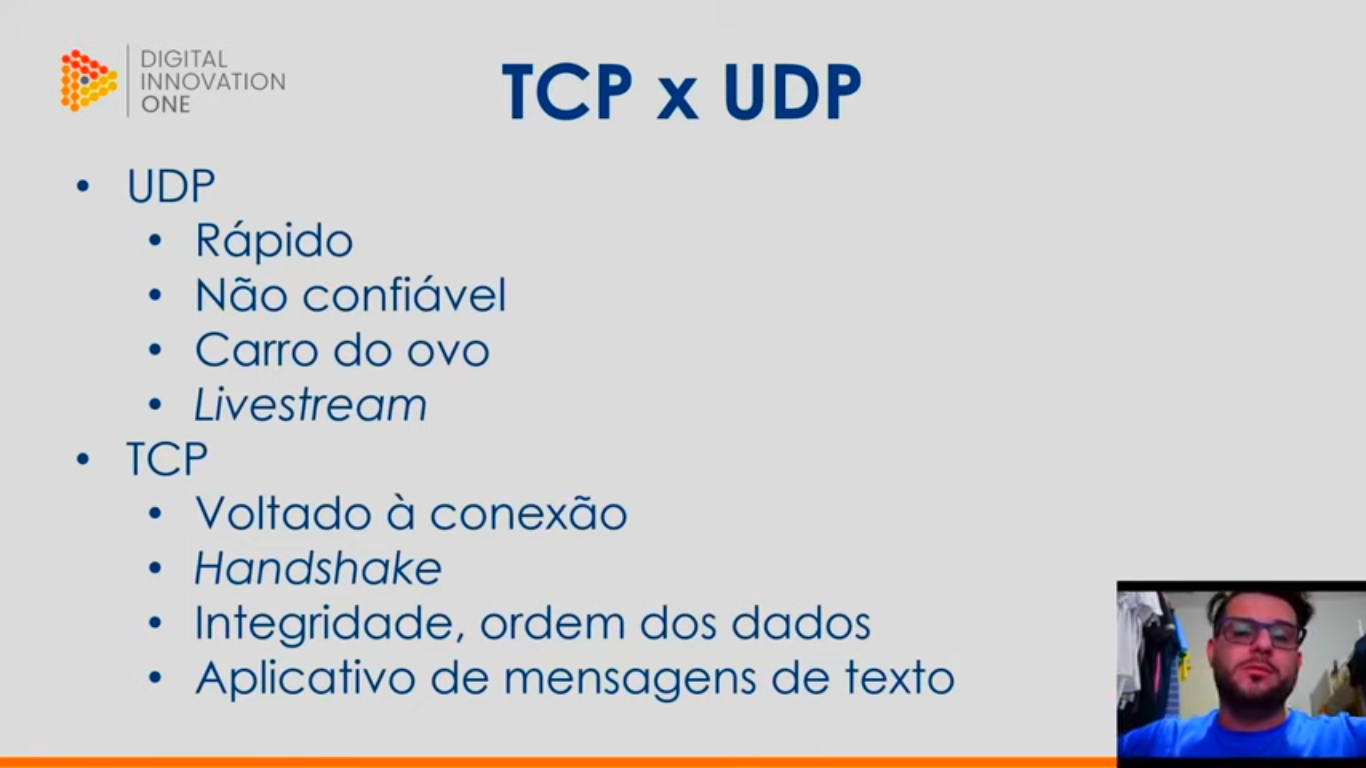 DIGITAL
INNOVATION
ONE
TCP x UDP
• UDP
• Rápido
• Não confiável
• Carro do ovo
• Livestream
• TCP
• Voltado à conexão
• Handshake
• Integridade, ordem dos dados
• Aplicativo de mensagens de texto